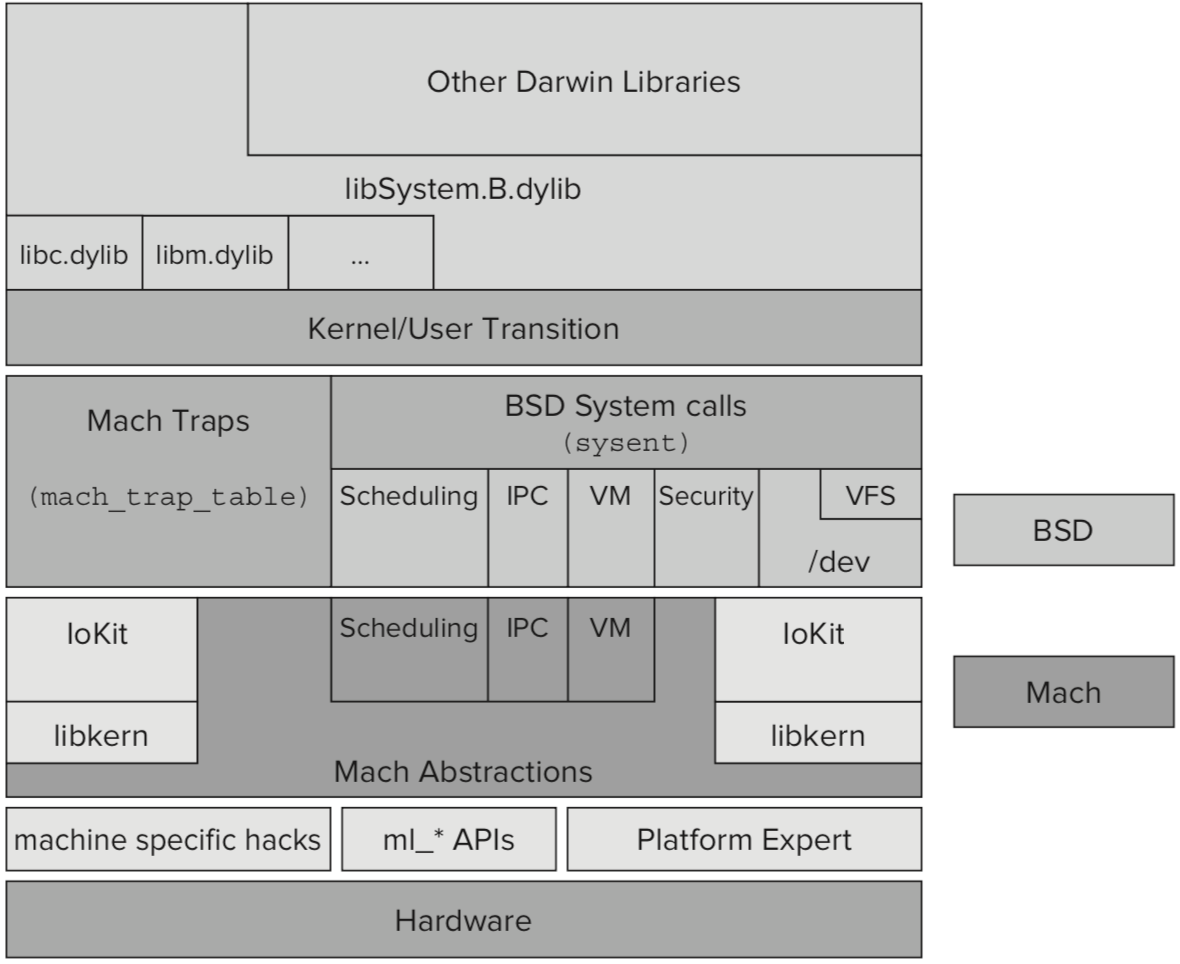 Other Darwin Libraries
libSystem.B.dylib
libc.dylib
libm.dylib
...
Kernel/User Transition
Mach Traps
(mach_trap_table)
BSD System calls
(sysent)
Scheduling
IPC
VM
Security
VFS
/dev
BSD
IoKit
libkern
Scheduling
IPC
VM
IoKit
libkern
Mach Abstractions
Mach
machine specific hacks
ml_* APIs
Platform Expert
Hardware